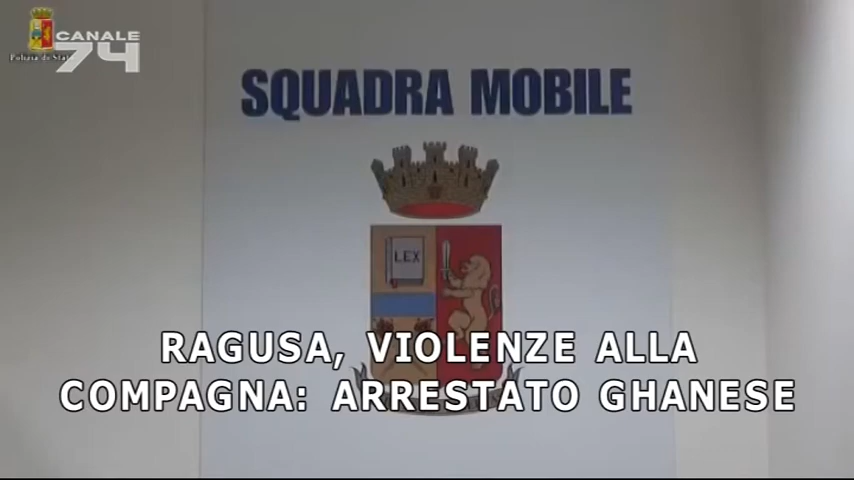 CANALE
74
Polizia di Stato
SQUADRA MOBILE
LEX
RAGUSA, VIOLENZE ALLA
COMPAGNA: ARRESTATO GHANESE